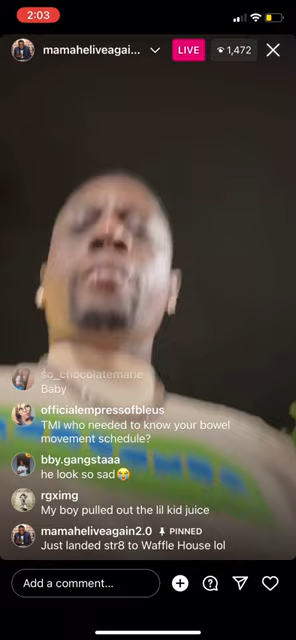 2:03
mamaheliveagai...
LIVE
1,472
so_chocolatemarie
Baby
officialempressofbleus
TMI who needed to know your bowel
movement schedule?
bby.gangstaaa
he look so sad😭
rgximg
My boy pulled out the lil kid juice
mamaheliveagain2.0 PINNED
Just landed str8 to Waffle House lol
Add a comment...